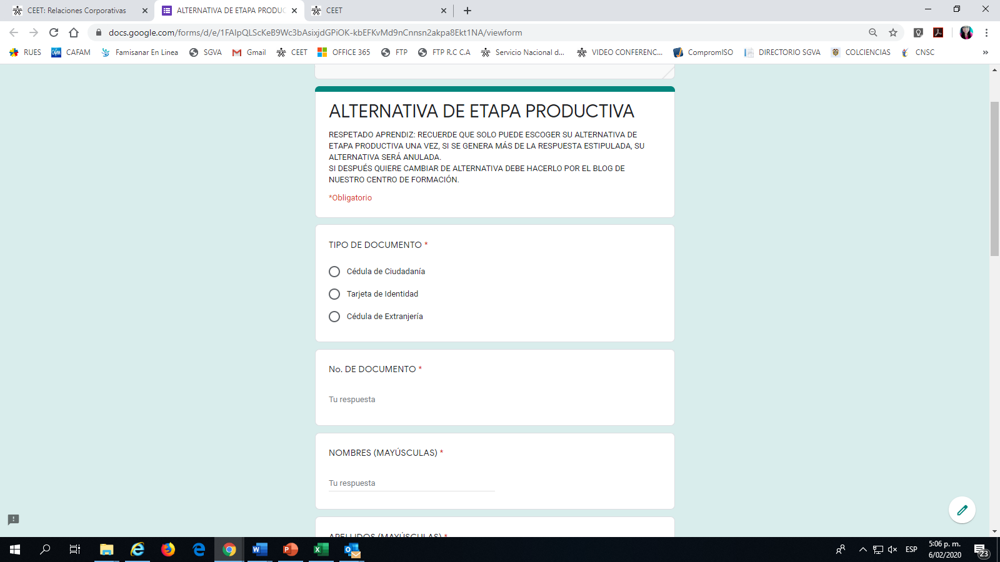 CEET: Relaciones Corporativas
ALTERNATIVA DE ETAPA PRODUC
CEET
docs.google.com/forms/d/e/1FAIpQLScKeB9Wc3bAsixjdGPiOK-kbEFKvMd9nCnnsn2akpa8Ekt1NA/viewform
RUES CAFAM Famisanar En Linea SGVA Gmail CEET OFFICE 365 FTP FTP R.C C.A Servicio Nacional d... VIDEO CONFERENC... CompromISO DIRECTORIO SGVA COLCIENCIAS CNSC »
ALTERNATIVA DE ETAPA PRODUCTIVA
RESPETADO APRENDIZ: RECUERDE QUE SOLO PUEDE ESCOGER SU ALTERNATIVA DE
ETAPA PRODUCTIVA UNA VEZ, SI SE GENERA MÁS DE LA RESPUESTA ESTIPULADA, SU
ALTERNATIVA SERÁ ANULADA.
SI DESPUÉS QUIERE CAMBIAR DE ALTERNATIVA DEBE HACERLO POR EL BLOG DE
NUESTRO CENTRO DE FORMACIÓN.
*Obligatorio
TIPO DE DOCUMENTO *
Cédula de Ciudadanía
Tarjeta de Identidad
Cédula de Extranjería
No. DE DOCUMENTO *
Tu respuesta
NOMBRES (MAYÚSCULAS) *
Tu respuesta
APELLIDOS (MAYÚSCULAS) *
ESP
5:06 p. m.
6/02/2020
23